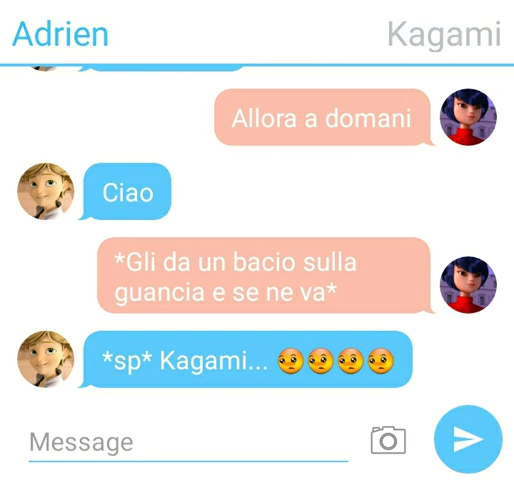 Adrien
Kagami
Allora a domani
Ciao
*Gli da un bacio sulla
guancia e se ne va*
*sp* Kagami... 😞😞😞😞
Message